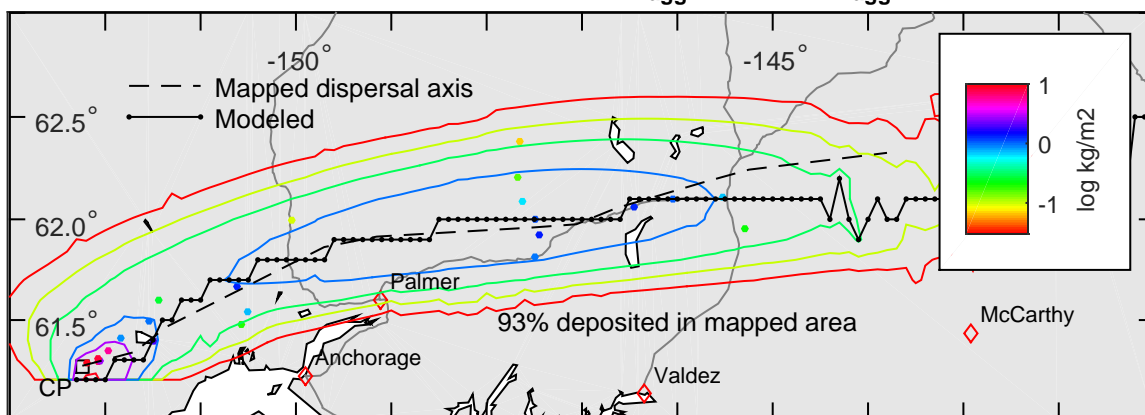 -150°
-145°
Mapped dispersal axis
Modeled
62.5°
62.0°
61.5°
1
0
-1
log kg/m2
Palmer
93% deposited in mapped area
McCarthy
Anchorage
Valdez
CP